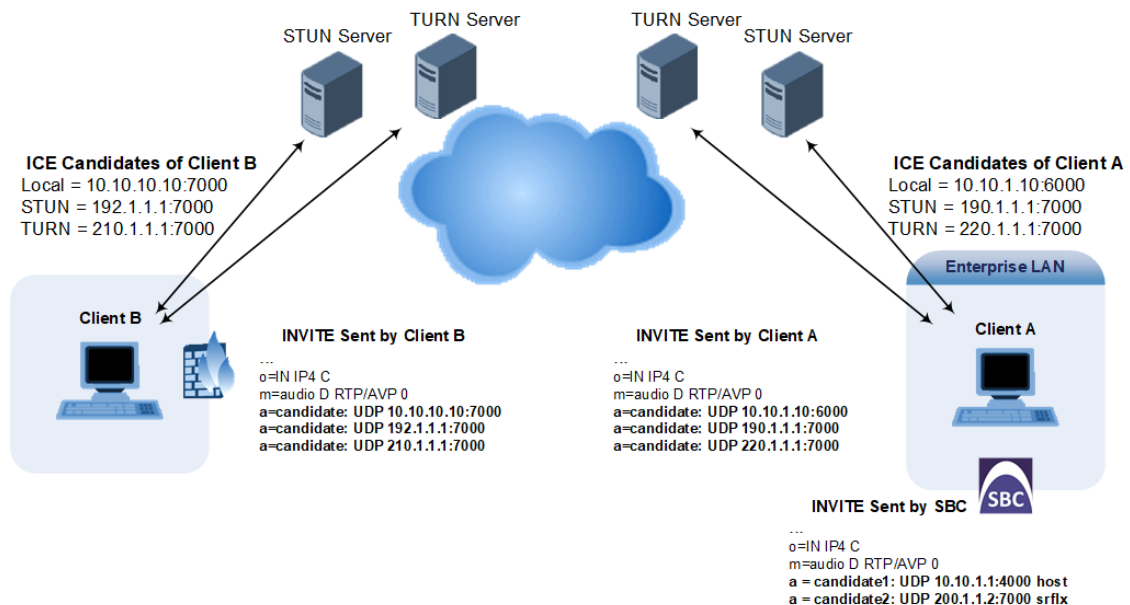 TURN Server
STUN Server
TURN Server
STUN Server
ICE Candidates of Client B
Local = 10.10.10.10:7000
STUN = 192.1.1.1:7000
TURN = 210.1.1.1:7000
ICE Candidates of Client A
Local = 10.10.1.10:6000
STUN = 190.1.1.1:7000
TURN = 220.1.1.1:7000
Enterprise LAN
Client B
Client A
INVITE Sent by Client B
...
o=IN IP4 C
m=audio D RTP/AVP 0
a=candidate: UDP 10.10.10.10:7000
a=candidate: UDP 192.1.1.1:7000
a=candidate: UDP 210.1.1.1:7000
INVITE Sent by Client A
...
o=IN IP4 C
m=audio D RTP/AVP 0
a=candidate: UDP 10.10.1.10:6000
a=candidate: UDP 190.1.1.1:7000
a=candidate: UDP 220.1.1.1:7000
SBC
INVITE Sent by SBC
...
o=IN IP4 C
m=audio D RTP/AVP 0
a = candidate1: UDP 10.10.1.1:4000 host
a = candidate2: UDP 200.1.1.2:7000 srflx